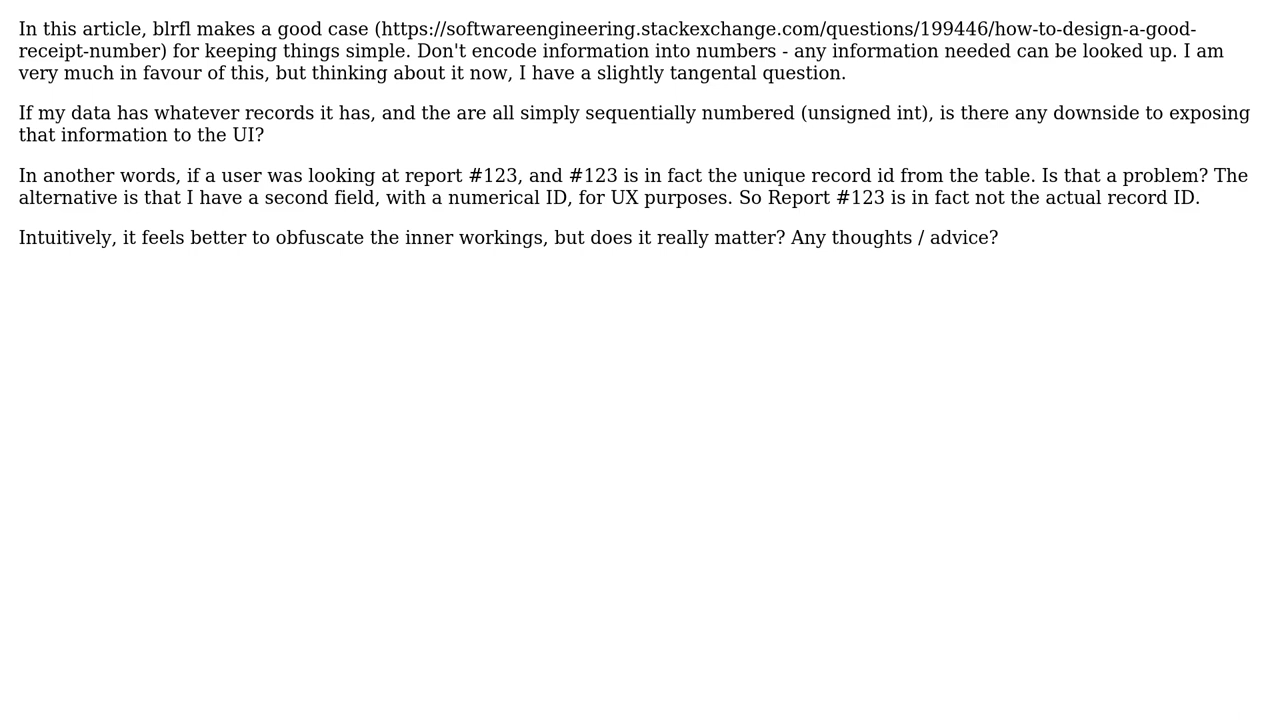 In this article, blrfl makes a good case (https://softwareengineering.stackexchange.com/questions/199446/how-to-design-a-good-
receipt-number) for keeping things simple. Don't encode information into numbers - any information needed can be looked up. I am
very much in favour of this, but thinking about it now, I have a slightly tangental question.
If my data has whatever records it has, and the are all simply sequentially numbered (unsigned int), is there any downside to exposing
that information to the UI?
In another words, if a user was looking at report #123, and #123 is in fact the unique record id from the table. Is that a problem? The
alternative is that I have a second field, with a numerical ID, for UX purposes. So Report #123 is in fact not the actual record ID.
Intuitively, it feels better to obfuscate the inner workings, but does it really matter? Any thoughts / advice?